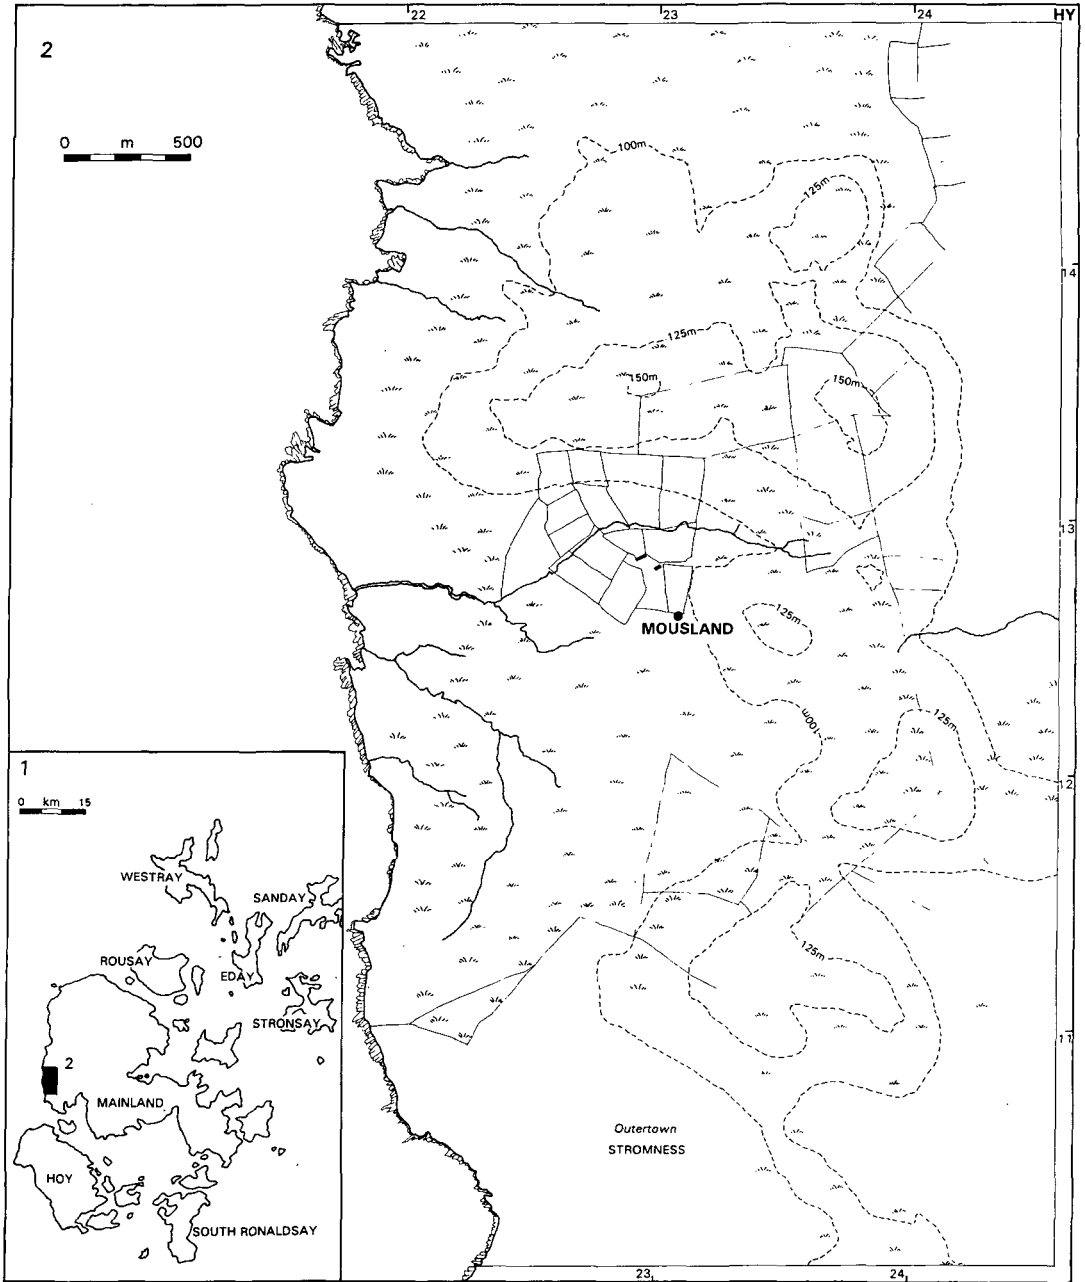 22
23
24
HY
2
0 m 500
100m
125m
14
125m
150m
150m
13
MOUSLAND
125m
100m
125m
12
1
0 km 15
WESTRAY
SANDAY
ROUSAY
EDAY
STRONSAY
125m
11
2
MAINLAND
Outertown
STROMNESS
HOY
SOUTH RONALDSAY
23
24